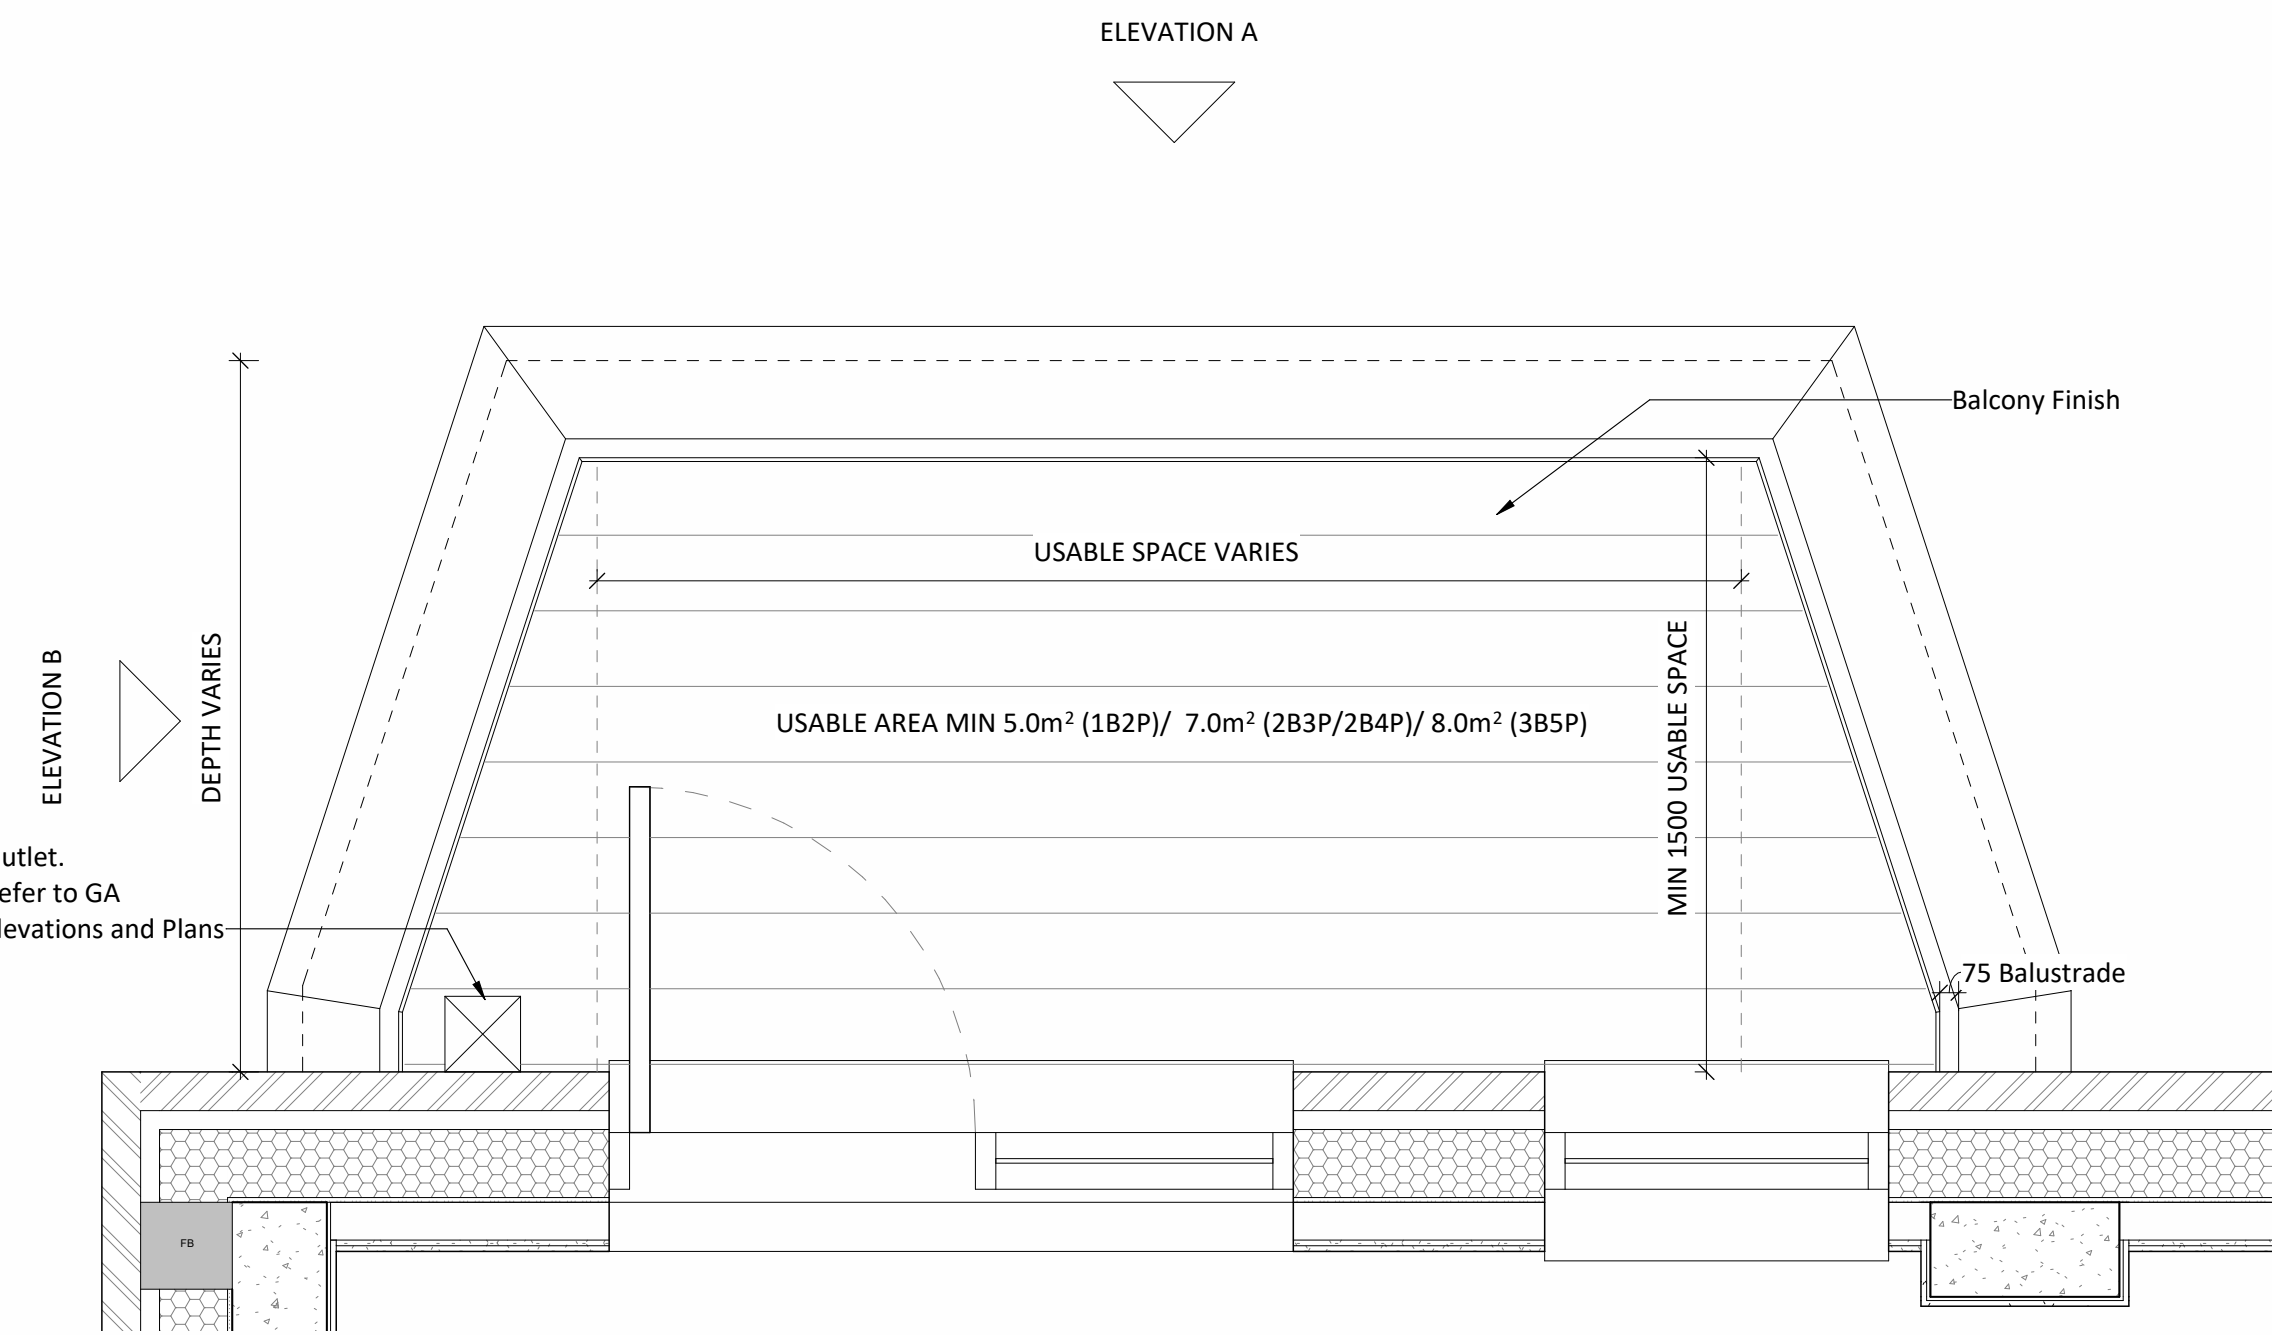 ELEVATION A
Balcony Finish
USABLE SPACE VARIES
ELEVATION B
DEPTH VARIES
MIN 1500 USABLE SPACE
USABLE AREA MIN 5.0m² (1B2P)/ 7.0m² (2B3P/2B4P)/ 8.0m² (3B5P)
utlet.
efer to GA
levations and Plans
75 Balustrade
FB